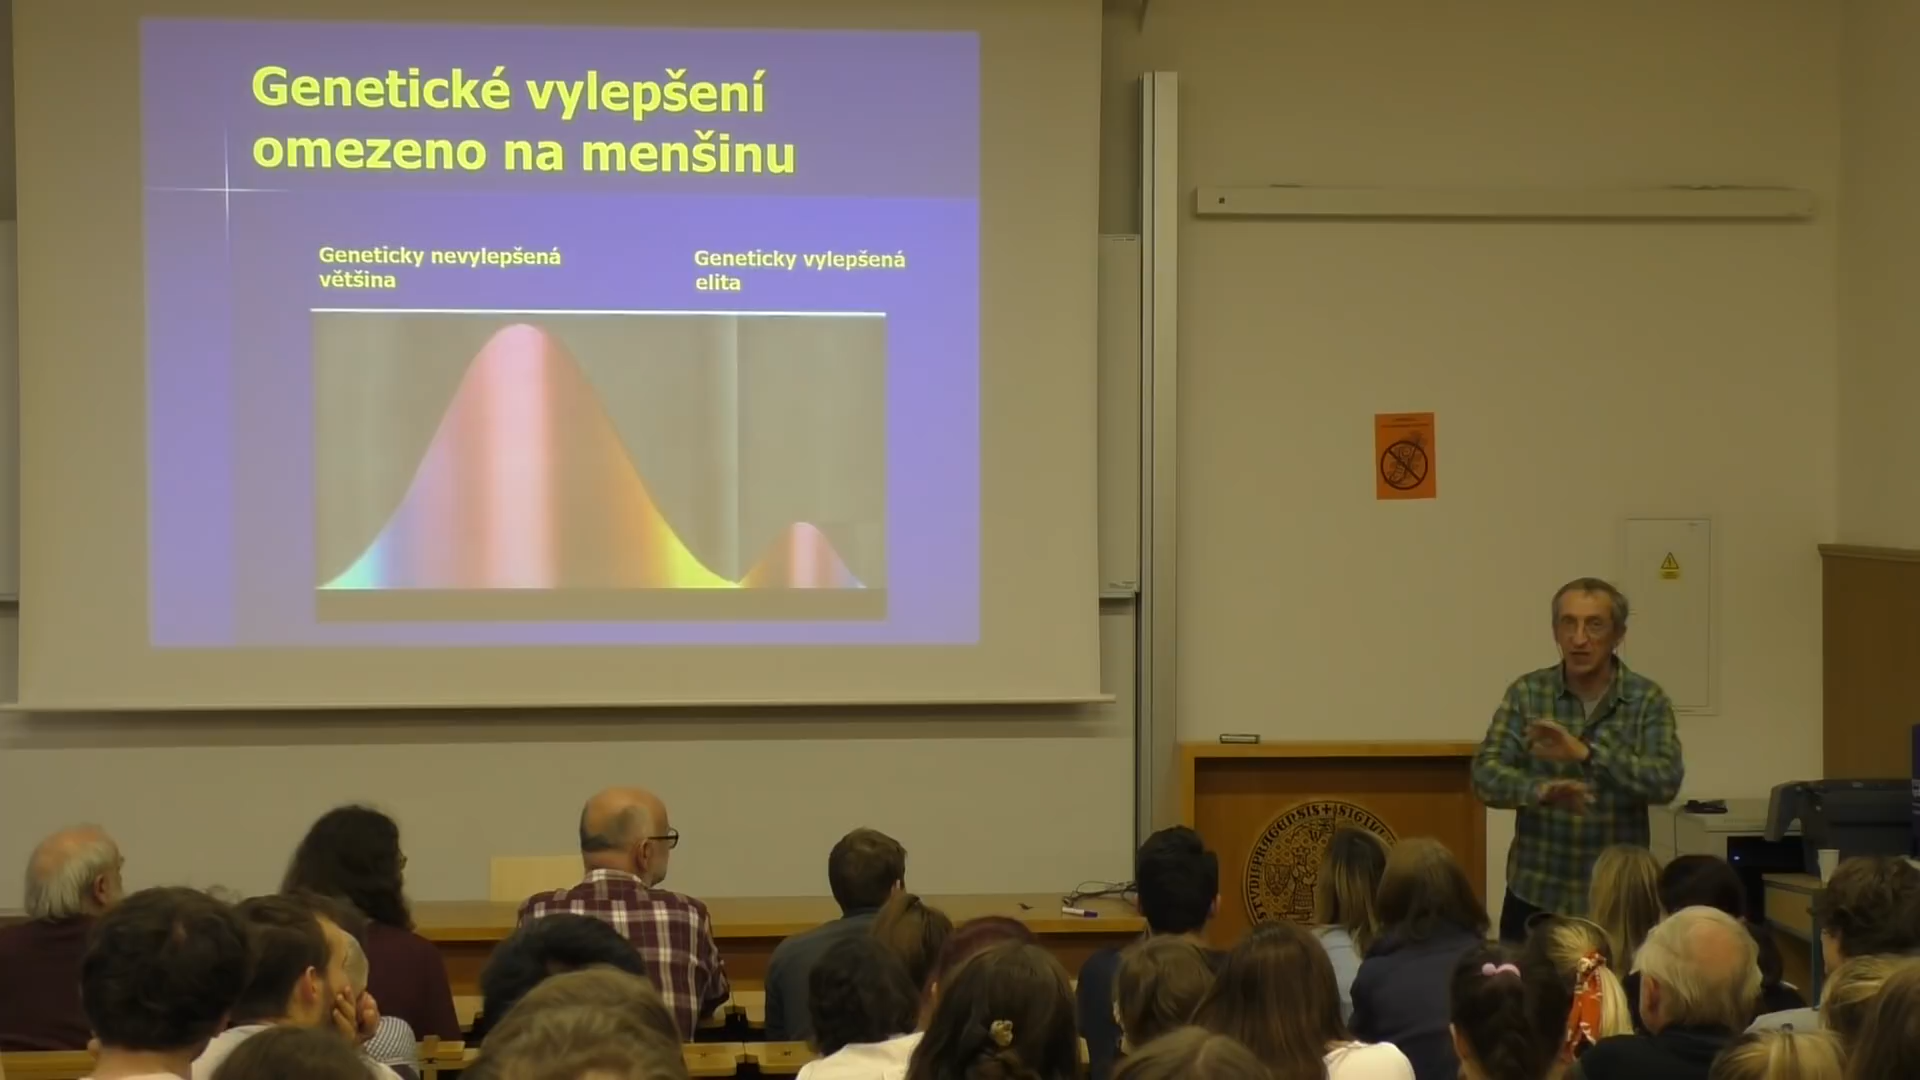 Genetické vylepšení
omezeno na menšinu
Geneticky nevylepšená
většina
Geneticky vylepšená
elita